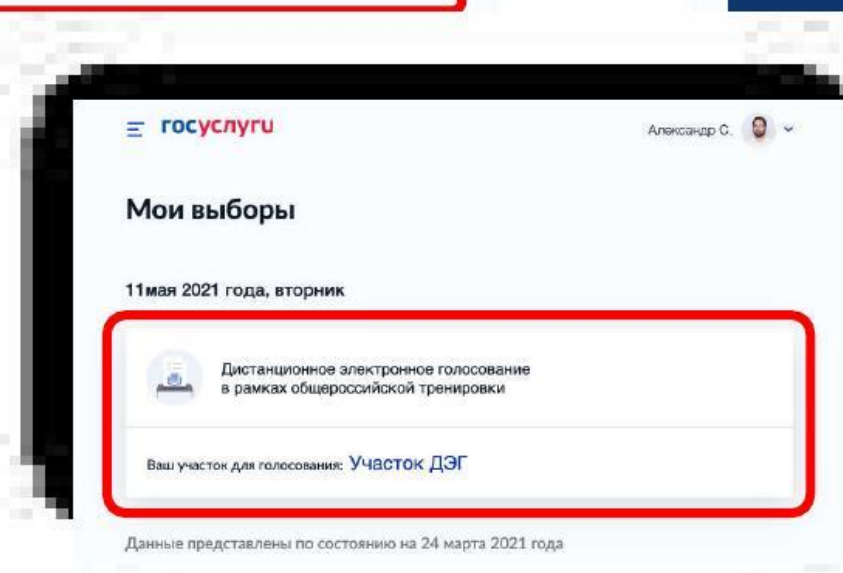 госуслуги
Александр С.
Мои выборы
11мая 2021 года, вторник
Дистанционное электронное голосование
в рамках общероссийской тренировки
Ваш участок для голосования: Участок ДЭГ
Данные представлены по состоянию на 24 марта 2021 года